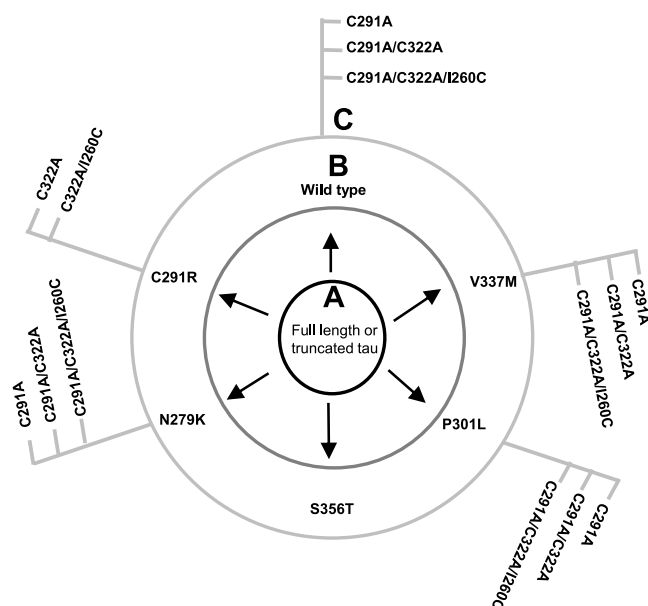 C291A
C291A/C322A
C291A/C322A/I260C
C
B
Wild type
C322A
C322A/I260C
C291R
A
Full length or
truncated tau
V337M
C291A
C291A/C322A
C291A/C322A/I260C
C291A
C291A/C322A
C291A/C322A/I260C
N279K
P301L
S356T
C291A/C322A/I260C
C291A/C322A
C291A